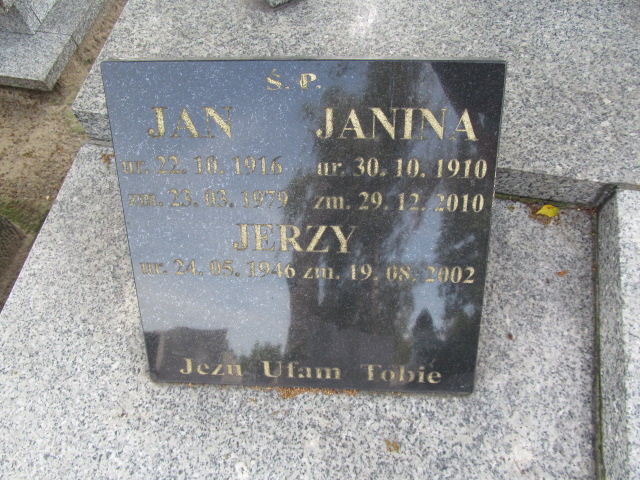 Ś. P.
JAN JANINA
ur. 22. 10. 1916 ur. 30. 10. 1910
zm. 23. 03. 1979 zm. 29. 12. 2010
JERZY
ur. 24. 05. 1946 zm. 19. 08. 2002
Jezu Ufam Tobie